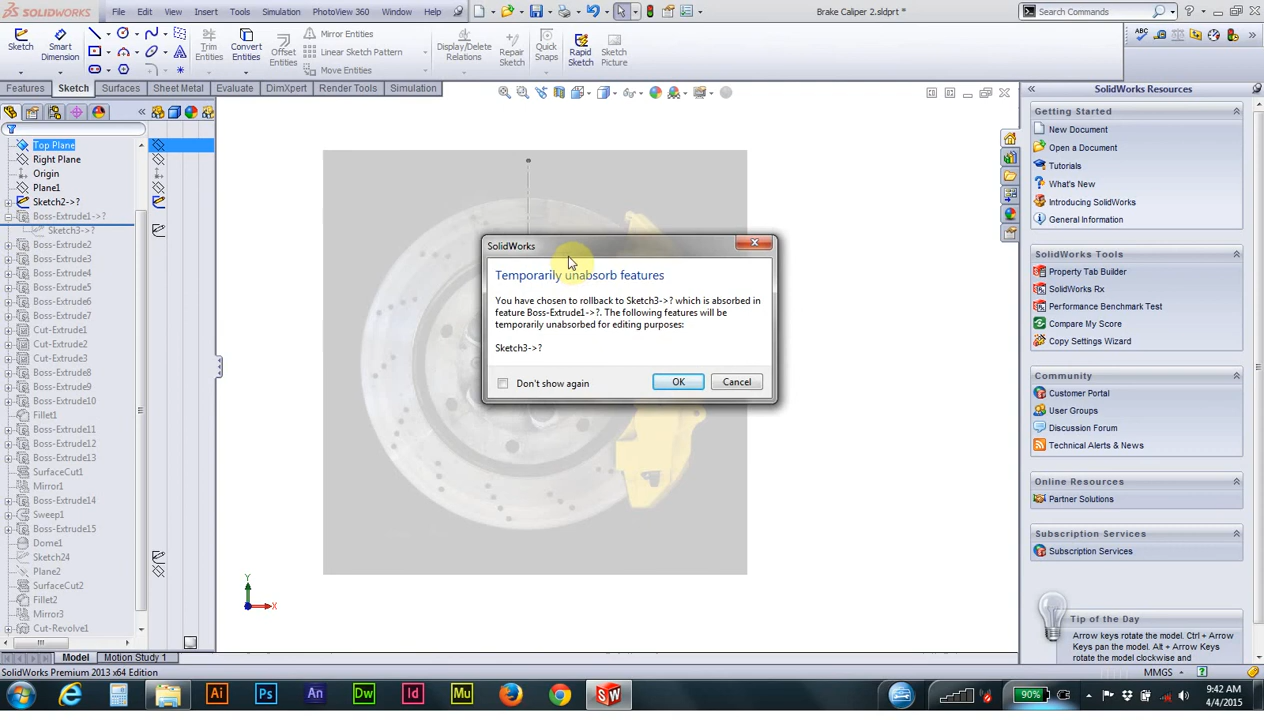 SOLIDWORKS
File Edit View Insert Tools Simulation PhotoView 360 Window Help
Brake Caliper 2.sldprt *
Search Commands
Sketch
Smart Dimension
Trim Entities
Convert Entities
Offset Entities
Mirror Entities
Linear Sketch Pattern
Move Entities
Display/Delete Relations
Repair Sketch
Quick Snaps
Rapid Sketch
Sketch Picture
Features Sketch Surfaces Sheet Metal Evaluate DimXpert Render Tools Simulation
Top Plane
Right Plane
Origin
Plane1
Sketch2->?
Boss-Extrude1->?
Sketch3->?
Boss-Extrude2
Boss-Extrude3
Boss-Extrude4
Boss-Extrude5
Boss-Extrude6
Boss-Extrude7
Cut-Extrude1
Cut-Extrude2
Cut-Extrude3
Boss-Extrude8
Boss-Extrude9
Boss-Extrude10
Fillet1
Boss-Extrude11
Boss-Extrude12
Boss-Extrude13
SurfaceCut1
Mirror1
Boss-Extrude14
Sweep1
Boss-Extrude15
Dome1
Sketch24
Plane2
SurfaceCut2
Fillet2
Mirror3
Cut-Revolve1
SolidWorks
Temporarily unabsorb features
You have chosen to rollback to Sketch3->? which is absorbed in
feature Boss-Extrude1->?. The following features will be
temporarily unabsorbed for editing purposes:
Sketch3->?
Don't show again
OK
Cancel
Y
X
SolidWorks Resources
Getting Started
New Document
Open a Document
Tutorials
What's New
Introducing SolidWorks
General Information
SolidWorks Tools
Property Tab Builder
SolidWorks Rx
Performance Benchmark Test
Compare My Score
Copy Settings Wizard
Community
Customer Portal
User Groups
Discussion Forum
Technical Alerts & News
Online Resources
Partner Solutions
Subscription Services
Subscription Services
Tip of the Day
Arrow keys rotate the model. Ctrl + Arrow
Keys pan the model. Alt + Arrow Keys
rotate the model clockwise and
Model Motion Study 1
SolidWorks Premium 2013 x64 Edition
MMGS
Ai Ps An Dw Id Mu SW
90%
9:42 AM
4/4/2015